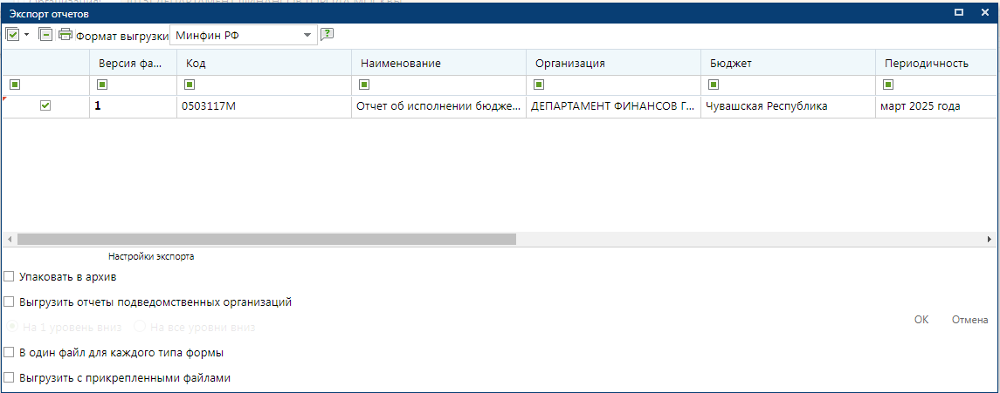 Экспорт отчетов
Формат выгрузки Минфин РФ
Версия фа... Код Наименование Организация Бюджет Периодичность
1 0503117М Отчет об исполнении бюдже... ДЕПАРТАМЕНТ ФИНАНСОВ Г... Чувашская Республика март 2025 года
Настройки экспорта
Упаковать в архив
Выгрузить отчеты подведомственных организаций
На 1 уровень вниз На все уровни вниз
ОК Отмена
В один файл для каждого типа формы
Выгрузить с прикрепленными файлами